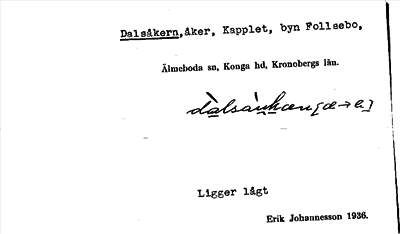 Dalsåkern, åker, Kapplet, byn Follsebo,
Älmeboda sn, Konga hd, Kronobergs län.
Ligger lågt
Erik Johannesson 1936.